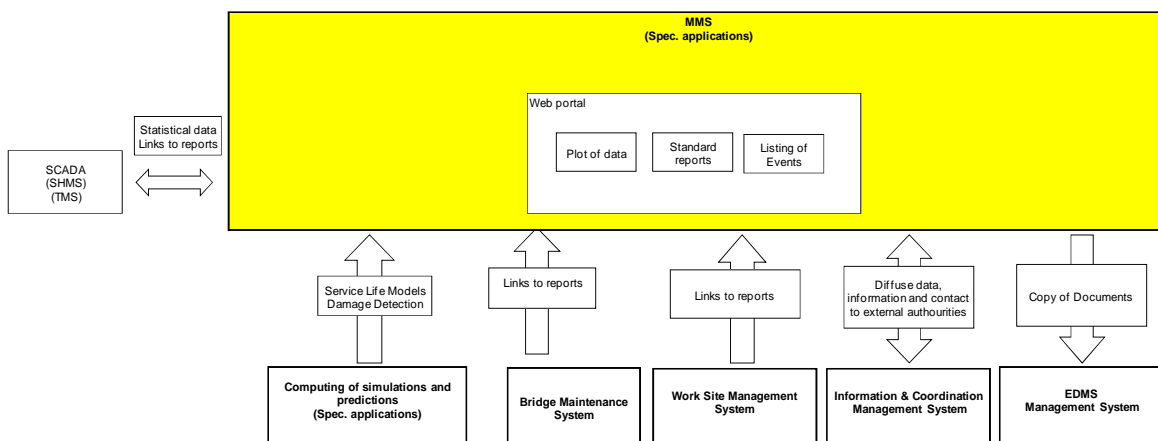 MMS
(Spec. applications)
Web portal
Plot of data
Standard
reports
Listing of
Events
Statistical data
Links to reports
SCADA
(SHMS)
(TMS)
Service Life Models
Damage Detection
Links to reports
Links to reports
Diffuse data,
information and contact
to external authourities
Copy of Documents
Computing of simulations and
predictions
(Spec. applications)
Bridge Maintenance
System
Work Site Management
System
Information & Coordination
Management System
EDMS
Management System